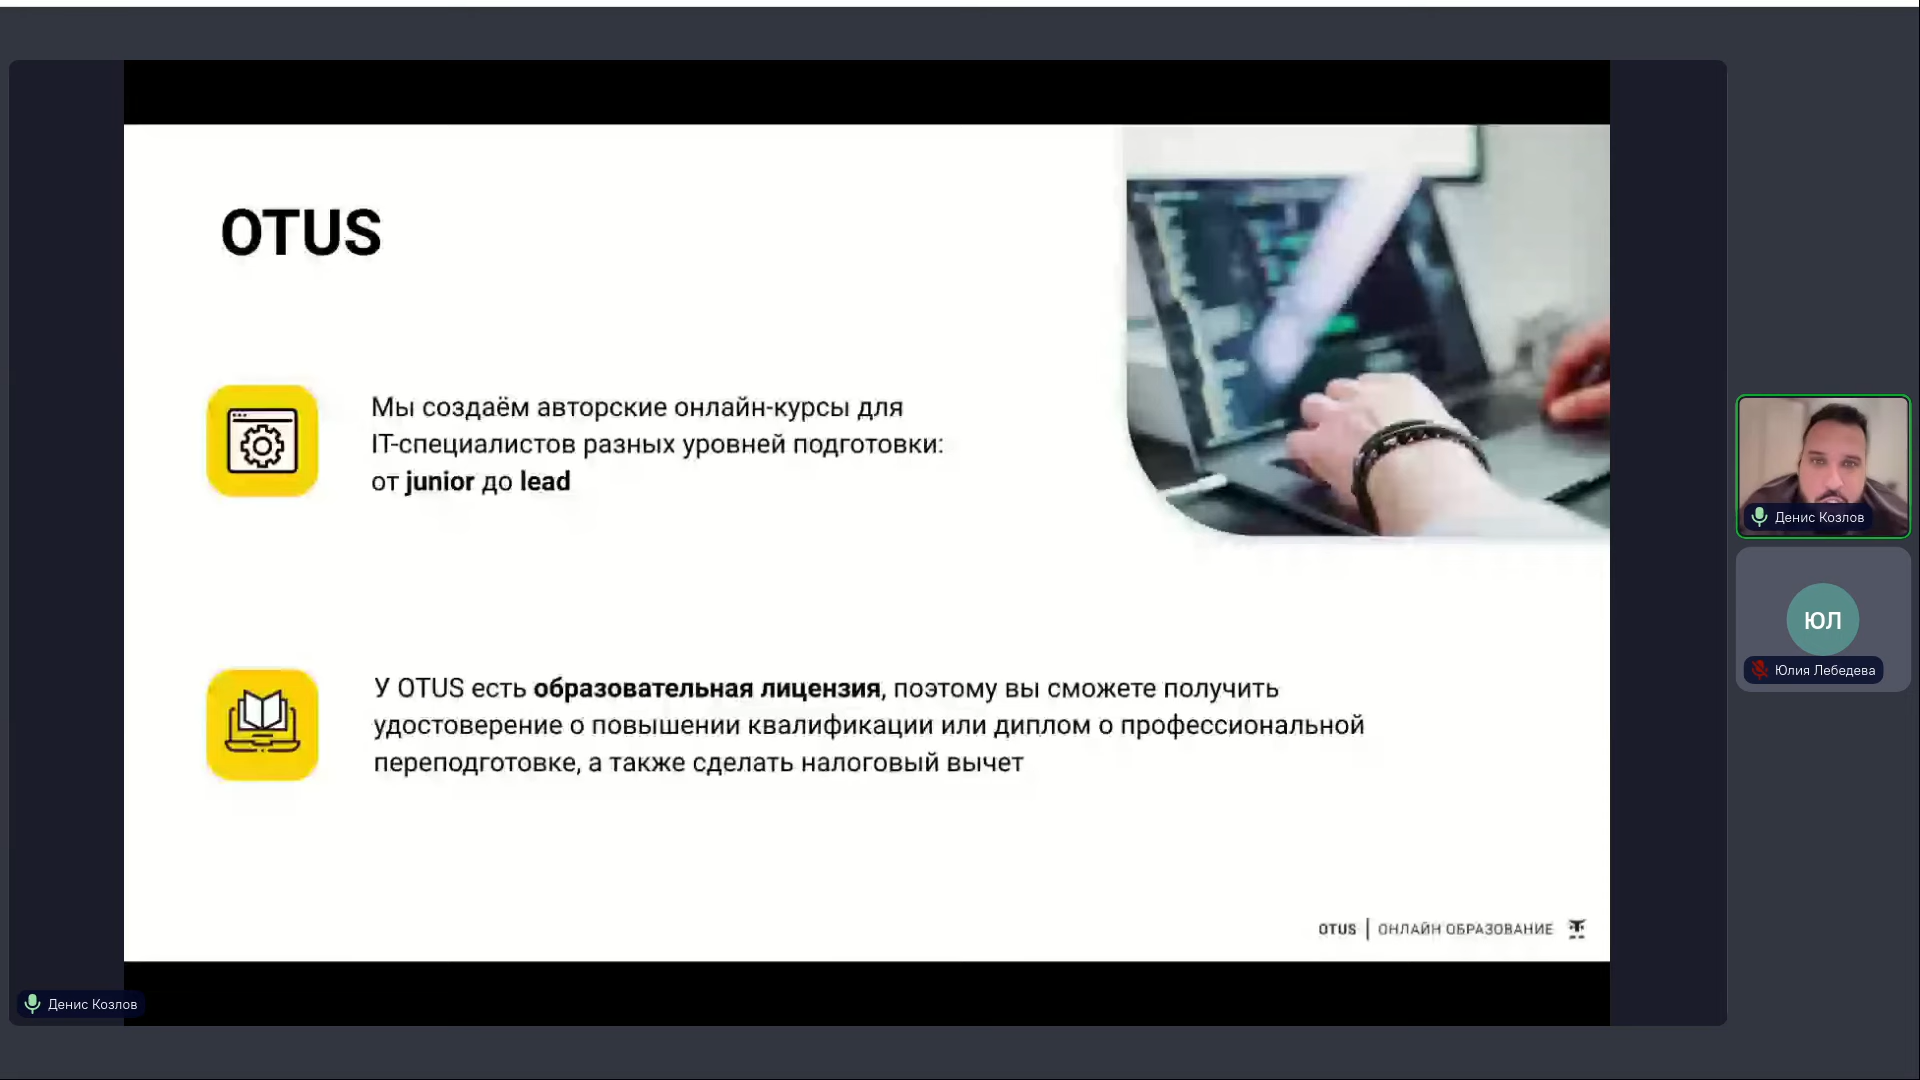 OTUS
Мы создаём авторские онлайн-курсы для
IT-специалистов разных уровней подготовки:
от junior до lead
У OTUS есть образовательная лицензия, поэтому вы сможете получить
удостоверение о повышении квалификации или диплом о профессиональной
переподготовке, а также сделать налоговый вычет
OTUS | ОНЛАЙН ОБРАЗОВАНИЕ
Денис Козлов
Денис Козлов
ЮЛ
Юлия Лебедева